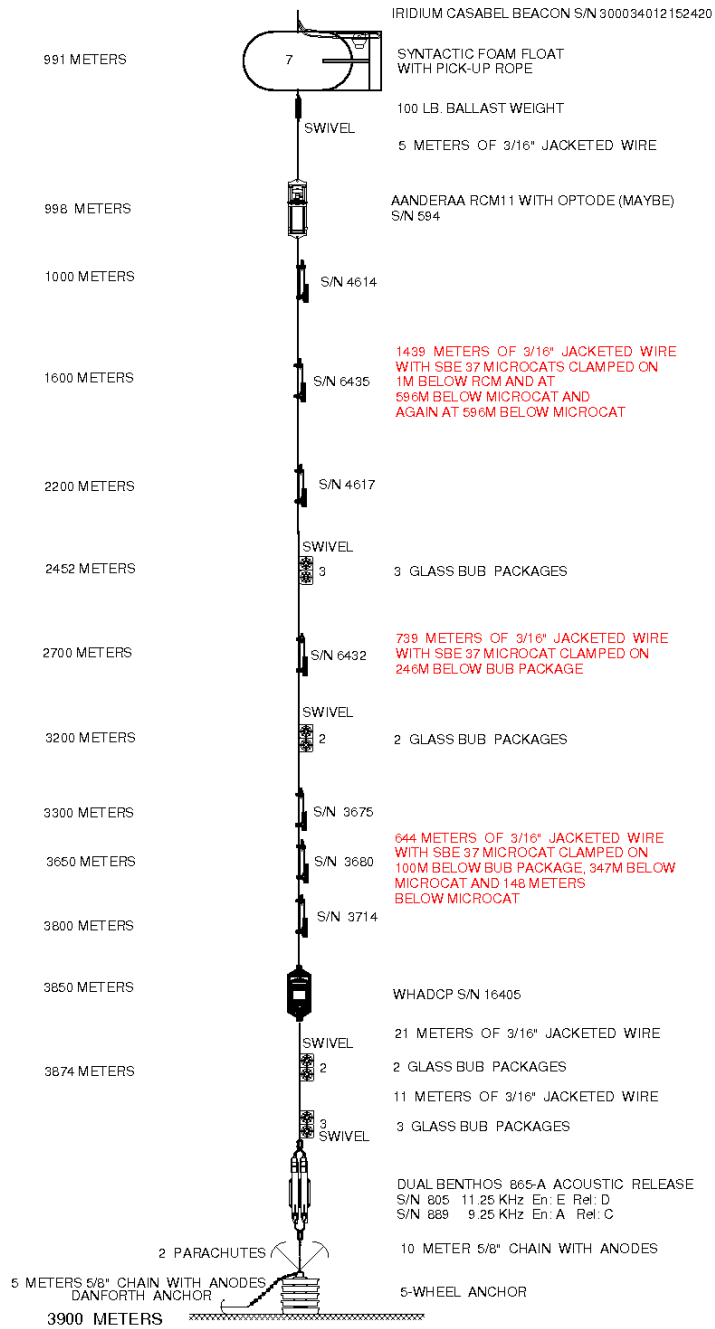 IRIDIUM CASABEL BEACON S/N 300034012152420
991 METERS
7
SYNTACTIC FOAM FLOAT
WITH PICK-UP ROPE
100 LB. BALLAST WEIGHT
SWIVEL
5 METERS OF 3/16" JACKETED WIRE
998 METERS
AANDERAA RCM11 WITH OPTODE (MAYBE)
S/N 594
1000 METERS
S/N 4614
1600 METERS
S/N 6435
1439 METERS OF 3/16" JACKETED WIRE
WITH SBE 37 MICROCATS CLAMPED ON
1M BELOW RCM AND AT
596M BELOW MICROCAT AND
AGAIN AT 596M BELOW MICROCAT
2200 METERS
S/N 4617
SWIVEL
2452 METERS
3
3 GLASS BUB PACKAGES
2700 METERS
S/N 6432
739 METERS OF 3/16" JACKETED WIRE
WITH SBE 37 MICROCAT CLAMPED ON
246M BELOW BUB PACKAGE
SWIVEL
3200 METERS
2
2 GLASS BUB PACKAGES
3300 METERS
S/N 3675
3650 METERS
S/N 3680
644 METERS OF 3/16" JACKETED WIRE
WITH SBE 37 MICROCAT CLAMPED ON
100M BELOW BUB PACKAGE, 347M BELOW
MICROCAT AND 148 METERS
BELOW MICROCAT
3800 METERS
S/N 3714
3850 METERS
WHADCP S/N 16405
21 METERS OF 3/16" JACKETED WIRE
SWIVEL
3874 METERS
2
2 GLASS BUB PACKAGES
11 METERS OF 3/16" JACKETED WIRE
3
3 GLASS BUB PACKAGES
SWIVEL
DUAL BENTHOS 865-A ACOUSTIC RELEASE
S/N 805 11.25 KHz En: E Rel: D
S/N 889 9.25 KHz En: A Rel: C
2 PARACHUTES
10 METER 5/8" CHAIN WITH ANODES
5 METERS 5/8" CHAIN WITH ANODES
DANFORTH ANCHOR
5-WHEEL ANCHOR
3900 METERS